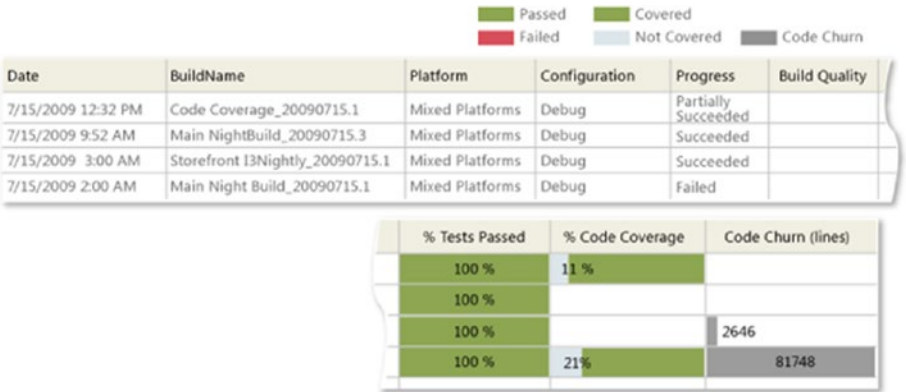 Passed Covered
Failed Not Covered Code Churn
Date BuildName Platform Configuration Progress Build Quality
7/15/2009 12:32 PM Code Coverage_20090715.1 Mixed Platforms Debug Partially Succeeded
7/15/2009 9:52 AM Main NightBuild_20090715.3 Mixed Platforms Debug Succeeded
7/15/2009 3:00 AM Storefront I3Nightly_20090715.1 Mixed Platforms Debug Succeeded
7/15/2009 2:00 AM Main Night Build_20090715.1 Mixed Platforms Debug Failed
% Tests Passed % Code Coverage Code Churn (lines)
100 % 11 %
100 %
100 % 2646
100 % 21% 81748